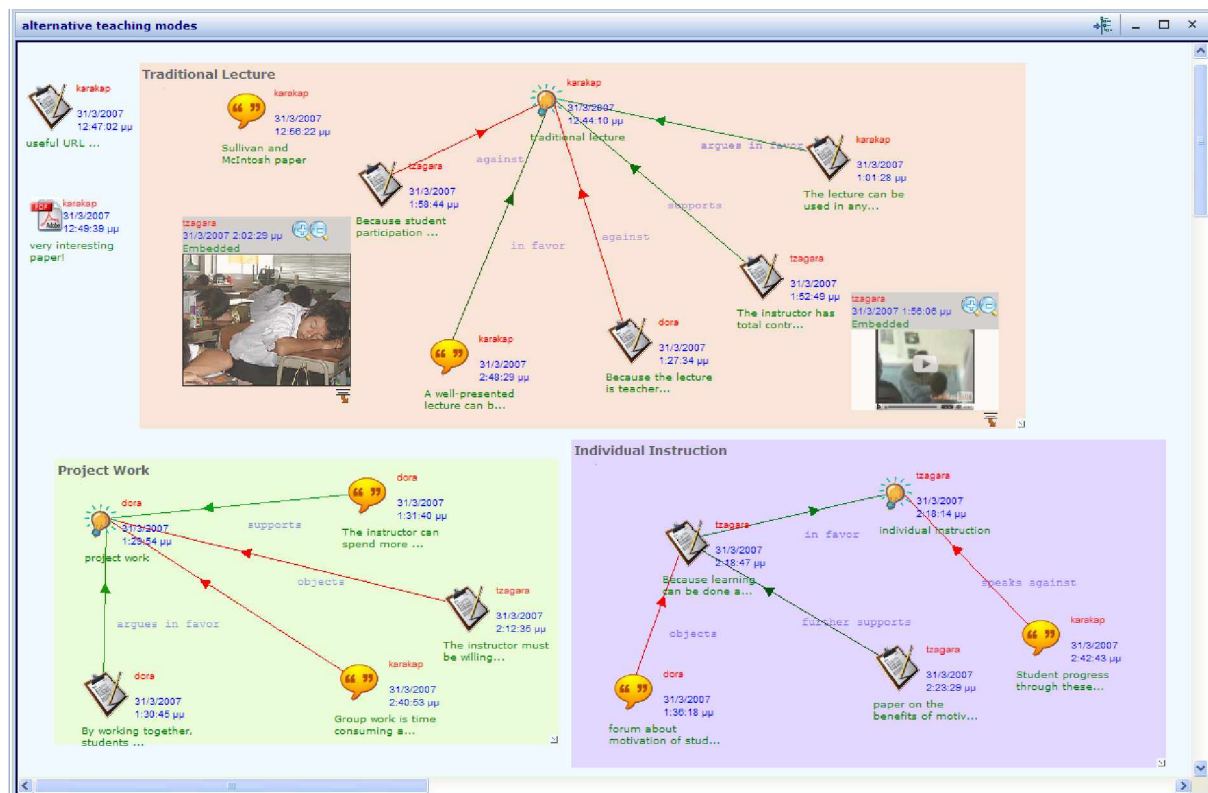 alternative teaching modes
karakap
31/3/2007
12:47:02 μμ
useful URL ...
karakap
31/3/2007
12:49:39 μμ
very interesting
paper!
Traditional Lecture
karakap
31/3/2007
12:56:22 μμ
Sullivan and
McIntosh paper
karakap
31/3/2007
12:44:10 μμ
traditional lecture
tzagara
31/3/2007
1:58:44 μμ
Because student
participation ...
against
argues in favor
karakap
31/3/2007
1:01:28 μμ
The lecture can be
used in any...
supports
in favor
against
tzagara
31/3/2007 2:02:29 μμ
Embedded
tzagara
31/3/2007
1:52:49 μμ
The instructor has
total contr...
karakap
31/3/2007
2:48:29 μμ
A well-presented
lecture can b...
dora
31/3/2007
1:27:34 μμ
Because the lecture
is teacher...
tzagara
31/3/2007 1:56:06 μμ
Embedded
Project Work
dora
31/3/2007
1:29:54 μμ
project work
dora
31/3/2007
1:31:40 μμ
The instructor can
spend more ...
supports
objects
argues in favor
tzagara
31/3/2007
2:12:35 μμ
The instructor must
be willing...
dora
31/3/2007
1:30:45 μμ
By working together,
students ...
karakap
31/3/2007
2:40:53 μμ
Group work is time
consuming a...
Individual Instruction
tzagara
31/3/2007
2:18:14 μμ
individual instruction
tzagara
31/3/2007
2:18:47 μμ
Because learning
can be done a...
in favor
speaks against
further supports
objects
karakap
31/3/2007
2:42:43 μμ
Student progress
through these...
dora
31/3/2007
1:36:18 μμ
forum about
motivation of stud...
tzagara
31/3/2007
2:23:29 μμ
paper on the
benefits of motiv...